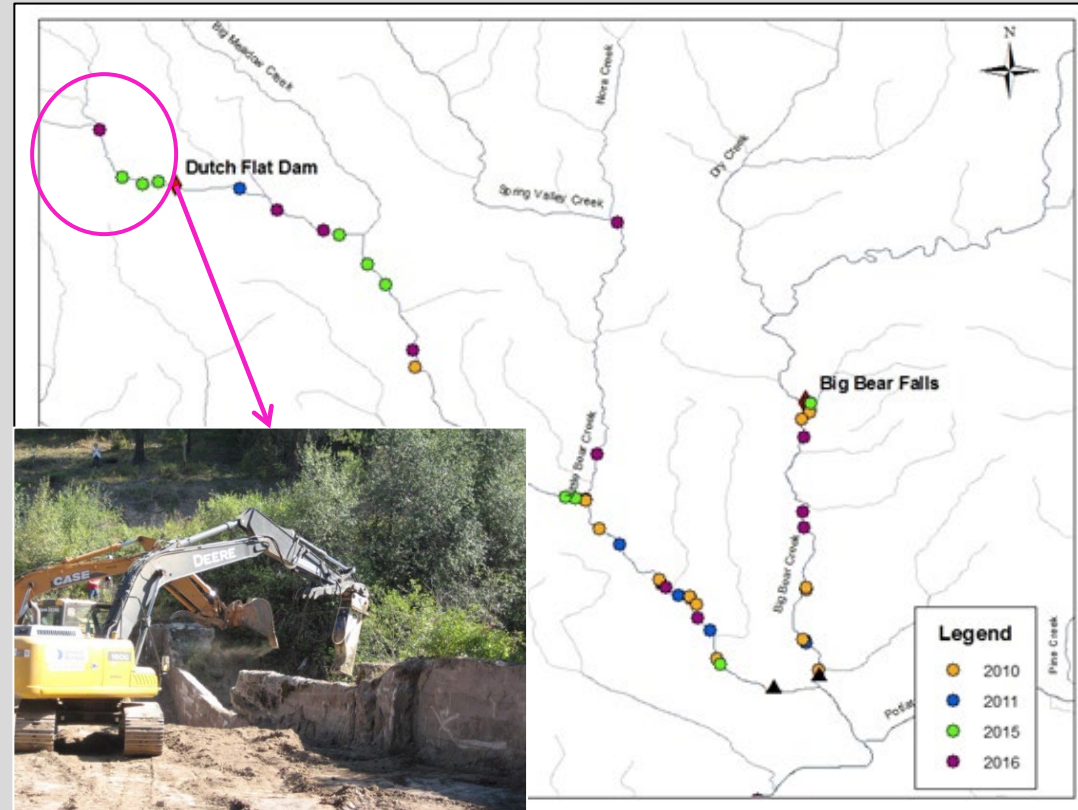 Big Meadow Creek
Nora Creek
N
Dry Creek
Dutch Flat Dam
Spring Valley Creek
Big Bear Falls
Bear Creek
Big Bear Creek
Pine Creek
Legend
2010
2011
2015
2016
DEERE
CASE